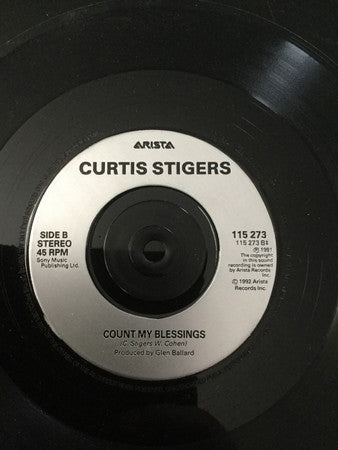 ARISTA
CURTIS STIGERS
SIDE B
STEREO
45 RPM
Sony Music
Publishing Ltd.
115 273
115 273 B‡
℗ 1991
The copyright
in this sound
recording is owned
by Arista Records
Inc.
© 1992 Arista
Records Inc.
COUNT MY BLESSINGS
(C. Stigers W. Cohen)
Produced by Glen Ballard